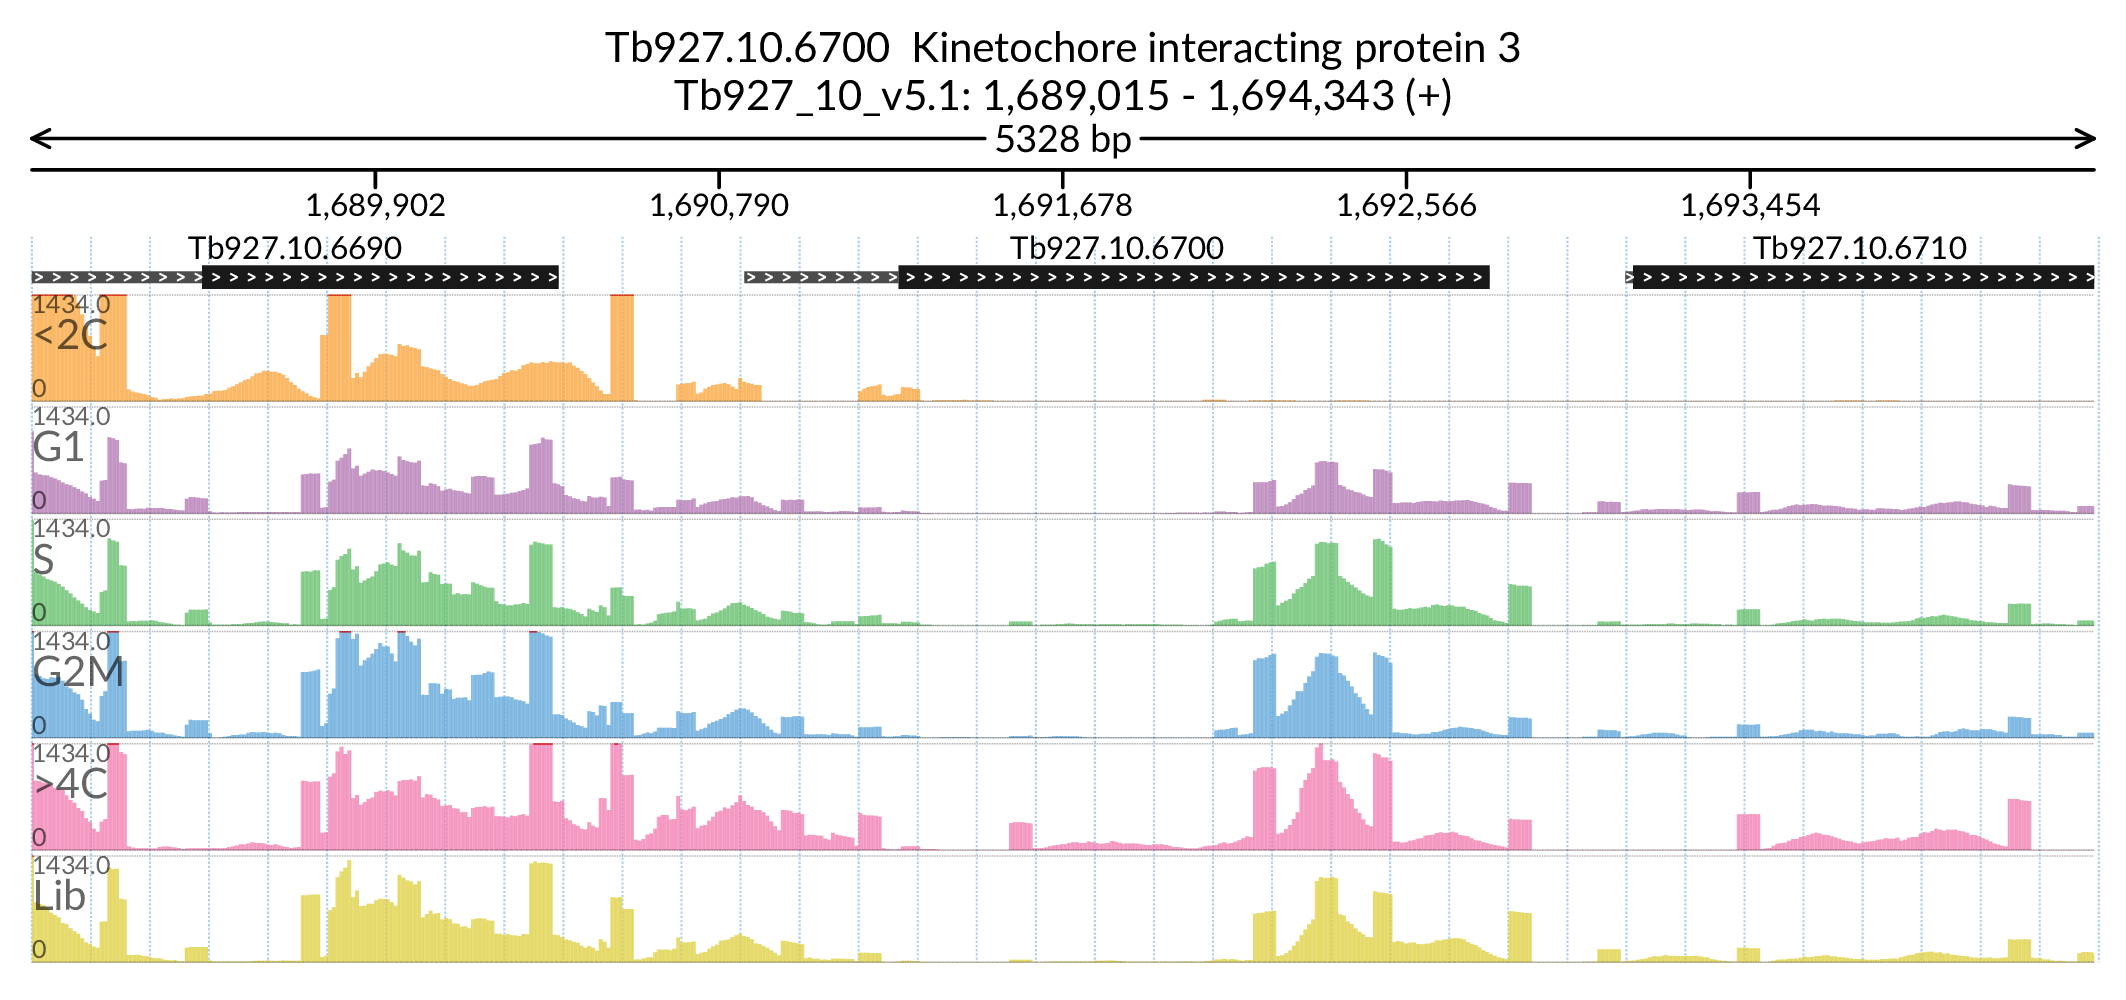 Tb927.10.6700  Kinetochore interacting protein 3
Tb927_10_v5.1: 1,689,015 - 1,694,343 (+)
5328 bp
1,689,902 1,690,790 1,691,678 1,692,566 1,693,454
Tb927.10.6690 Tb927.10.6700 Tb927.10.6710
1434.0
<2C
0
1434.0
G1
0
1434.0
S
0
1434.0
G2M
0
1434.0
>4C
0
1434.0
Lib
0